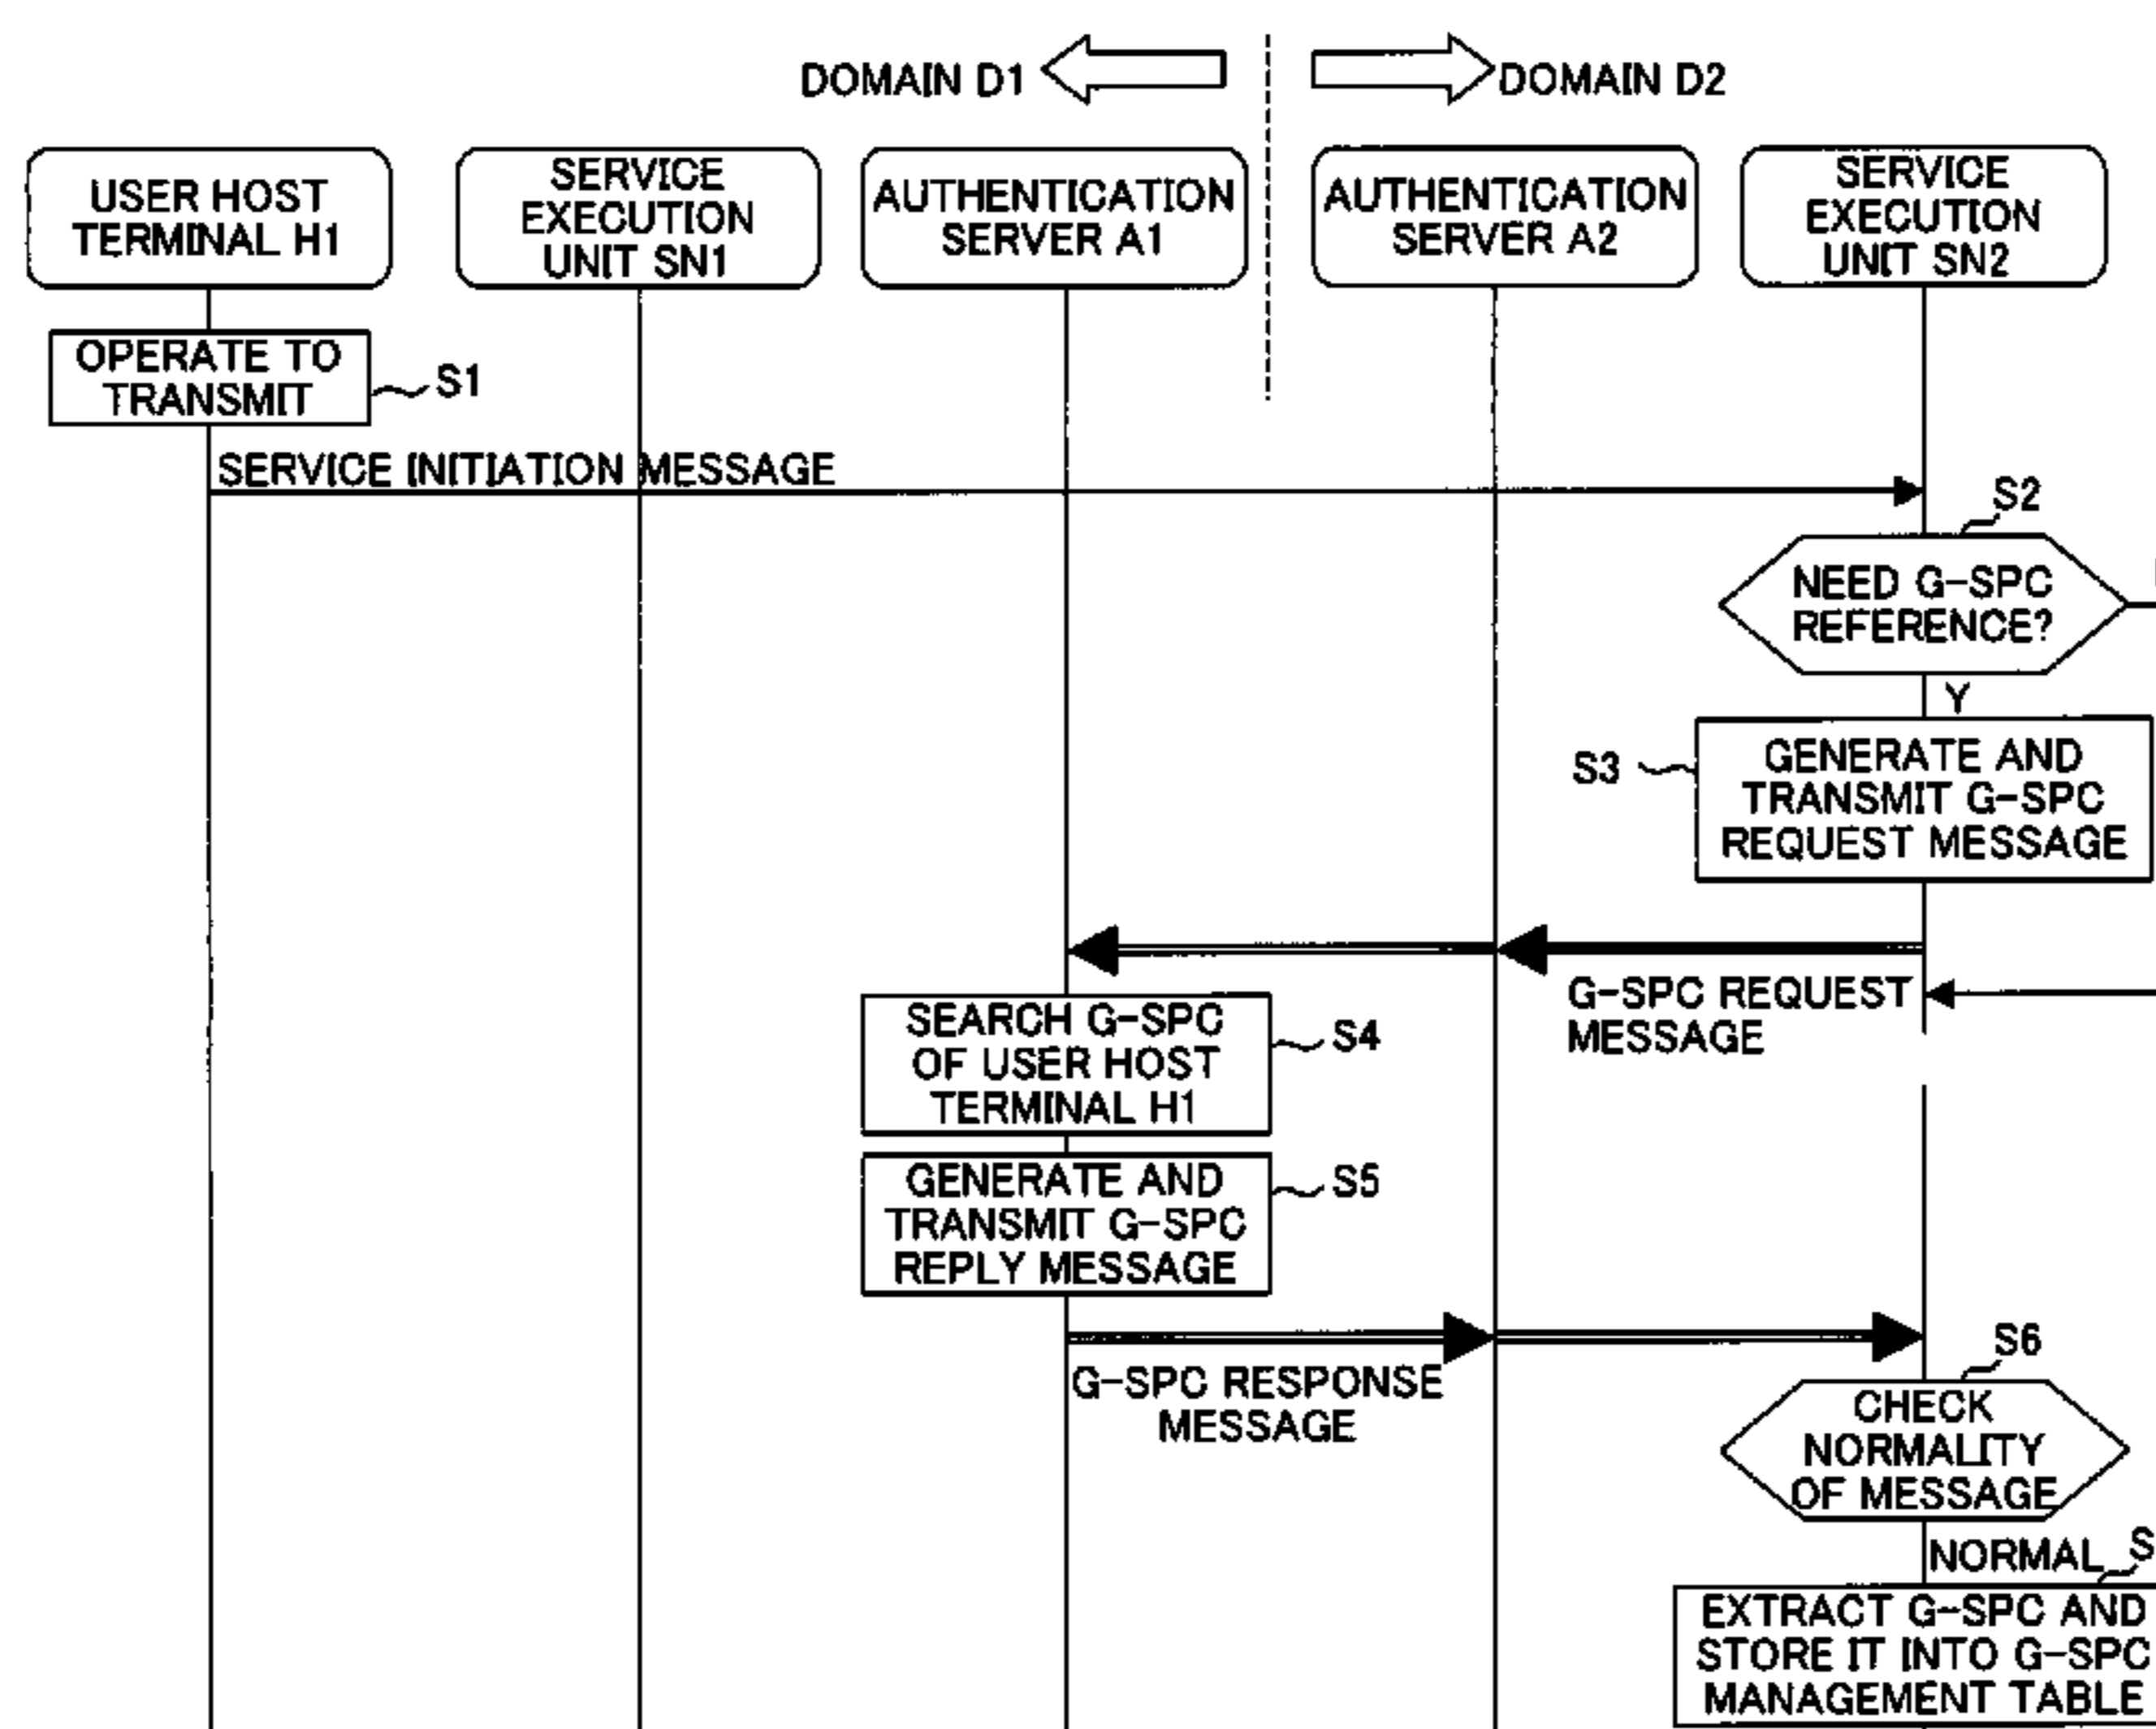 DOMAIN D1
DOMAIN D2
USER HOST
TERMINAL H1
SERVICE
EXECUTION
UNIT SN1
AUTHENTICATION
SERVER A1
AUTHENTICATION
SERVER A2
SERVICE
EXECUTION
UNIT SN2
OPERATE TO
TRANSMIT
S1
SERVICE INITIATION MESSAGE
S2
NEED G-SPC
REFERENCE?
Y
S3
GENERATE AND
TRANSMIT G-SPC
REQUEST MESSAGE
G-SPC REQUEST
MESSAGE
SEARCH G-SPC
OF USER HOST
TERMINAL H1
S4
GENERATE AND
TRANSMIT G-SPC
REPLY MESSAGE
S5
G-SPC RESPONSE
MESSAGE
S6
CHECK
NORMALITY
OF MESSAGE
NORMAL
S
EXTRACT G-SPC AND
STORE IT INTO G-SPC
MANAGEMENT TABLE